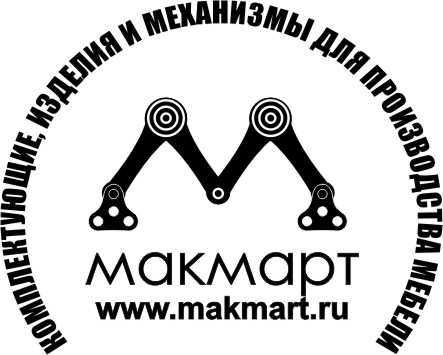 КОМПЛЕКТУЮЩИЕ, ИЗДЕЛИЯ И МЕХАНИЗМЫ ДЛЯ ПРОИЗВОДСТВА МЕБЕЛИ
макмарт
www.makmart.ru